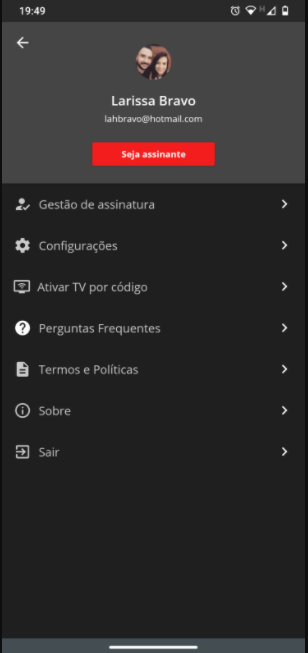 19:49
H
Larissa Bravo
lahbravo@hotmail.com
Seja assinante
Gestão de assinatura
Configurações
Ativar TV por código
Perguntas Frequentes
Termos e Políticas
Sobre
Sair